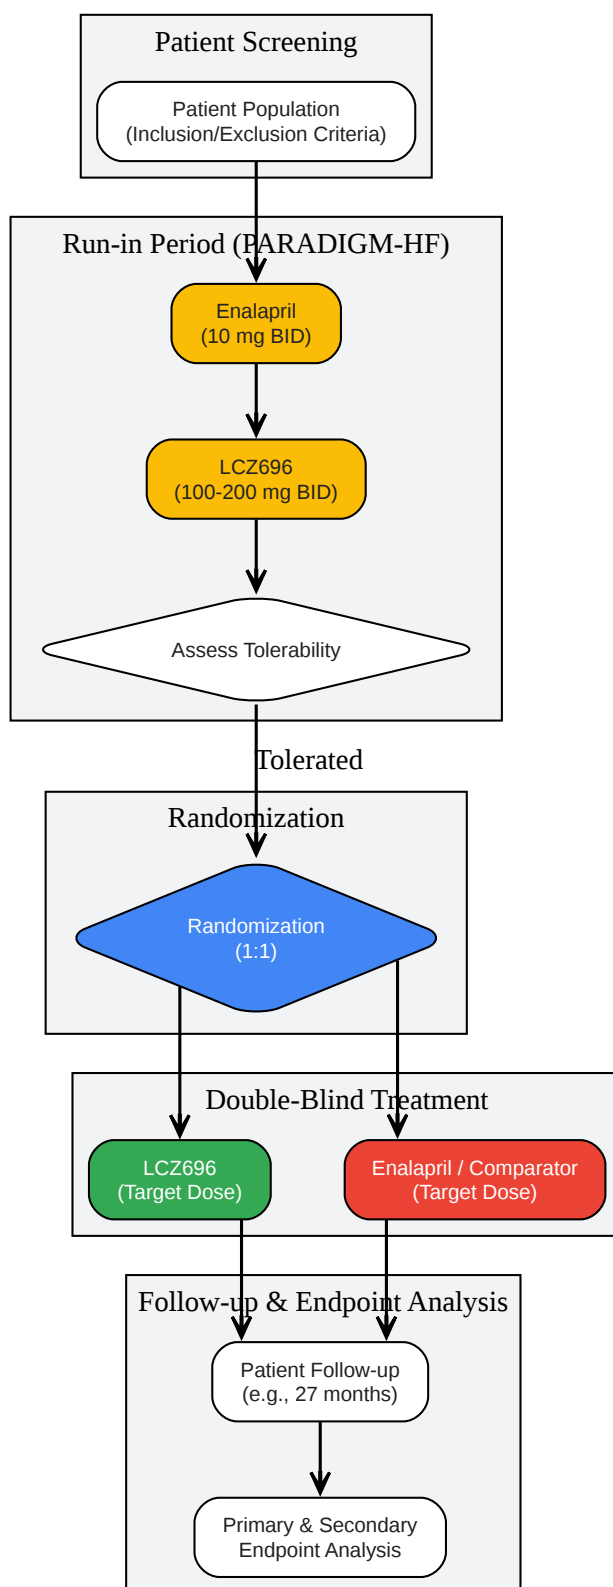 Patient Screening
Patient Population
(Inclusion/Exclusion Criteria)
Run-in Period (PARADIGM-HF)
Enalapril
(10 mg BID)
LCZ696
(100-200 mg BID)
Assess Tolerability
Tolerated
Randomization
Randomization
(1:1)
Double-Blind Treatment
LCZ696
(Target Dose)
Enalapril / Comparator
(Target Dose)
Follow-up & Endpoint Analysis
Patient Follow-up
(e.g., 27 months)
Primary & Secondary
Endpoint Analysis